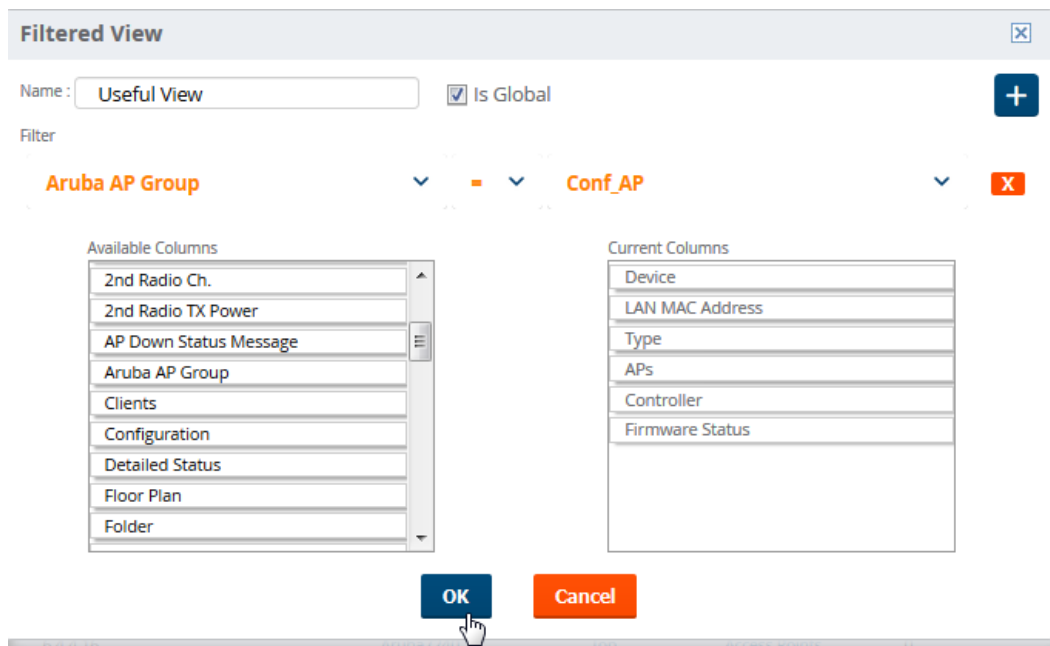 Filtered View
Name : Useful View Is Global +
Filter
Aruba AP Group = Conf_AP X
Available Columns Current Columns
2nd Radio Ch. Device
2nd Radio TX Power LAN MAC Address
AP Down Status Message Type
Aruba AP Group APs
Clients Controller
Configuration Firmware Status
Detailed Status
Floor Plan
Folder
OK Cancel